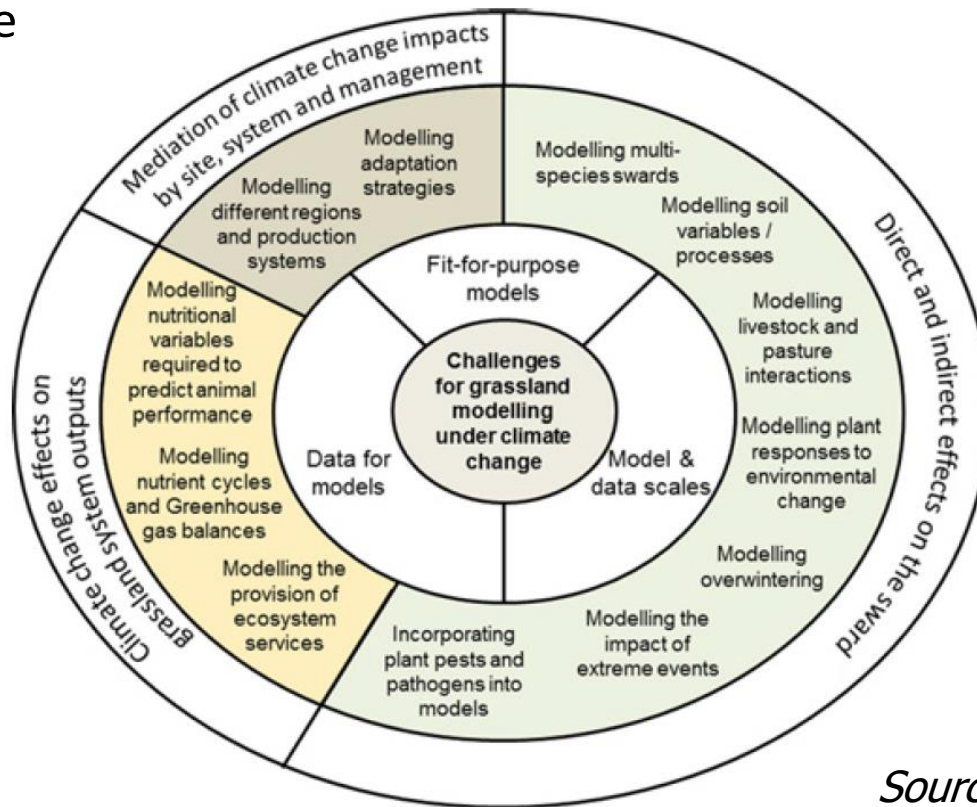 e
Mediation of climate change impacts
by site, system and management
Direct and indirect effects on the sward
Climate change effects on
grassland system outputs
Modelling
adaptation
strategies
Modelling
different regions
and production
systems
Modelling multi-
species swards
Modelling soil
variables /
processes
Modelling
livestock and
pasture
interactions
Modelling plant
responses to
environmental
change
Modelling
overwintering
Modelling the
impact of
extreme events
Incorporating
plant pests and
pathogens into
models
Modelling the
provision of
ecosystem
services
Modelling
nutrient cycles
and Greenhouse
gas balances
Modelling
nutritional
variables
required to
predict animal
performance
Fit-for-purpose
models
Data for
models
Model &
data scales
Challenges
for grassland
modelling
under climate
change
Sourc